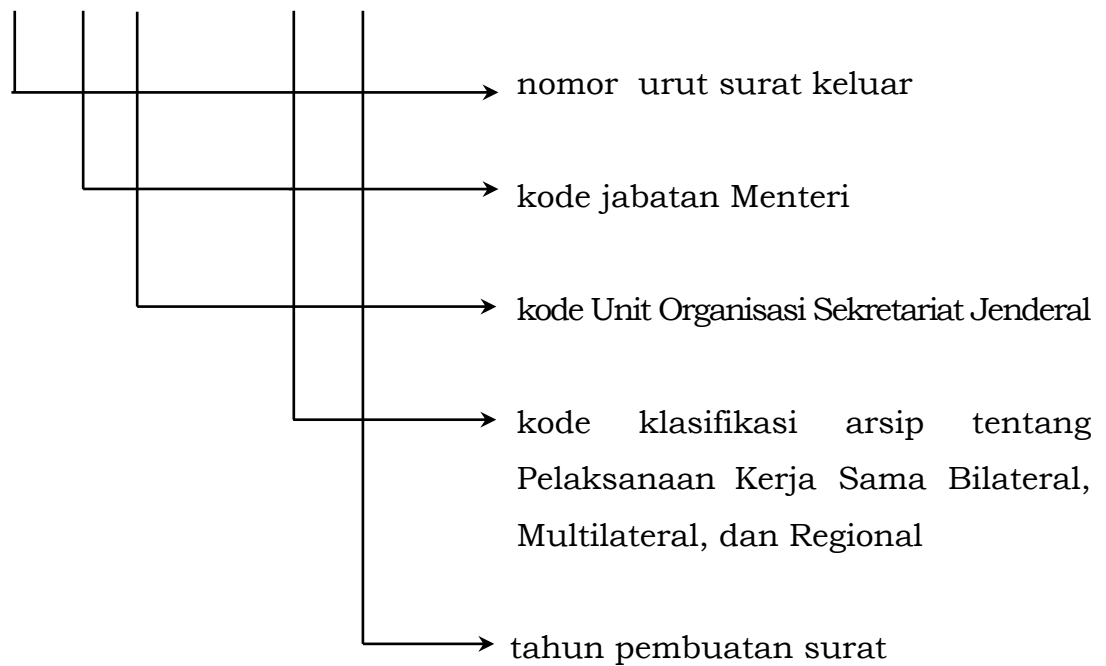 nomor urut surat keluar
kode jabatan Menteri
kode Unit Organisasi Sekretariat Jenderal
kode klasifikasi arsip tentang
Pelaksanaan Kerja Sama Bilateral,
Multilateral, dan Regional
tahun pembuatan surat